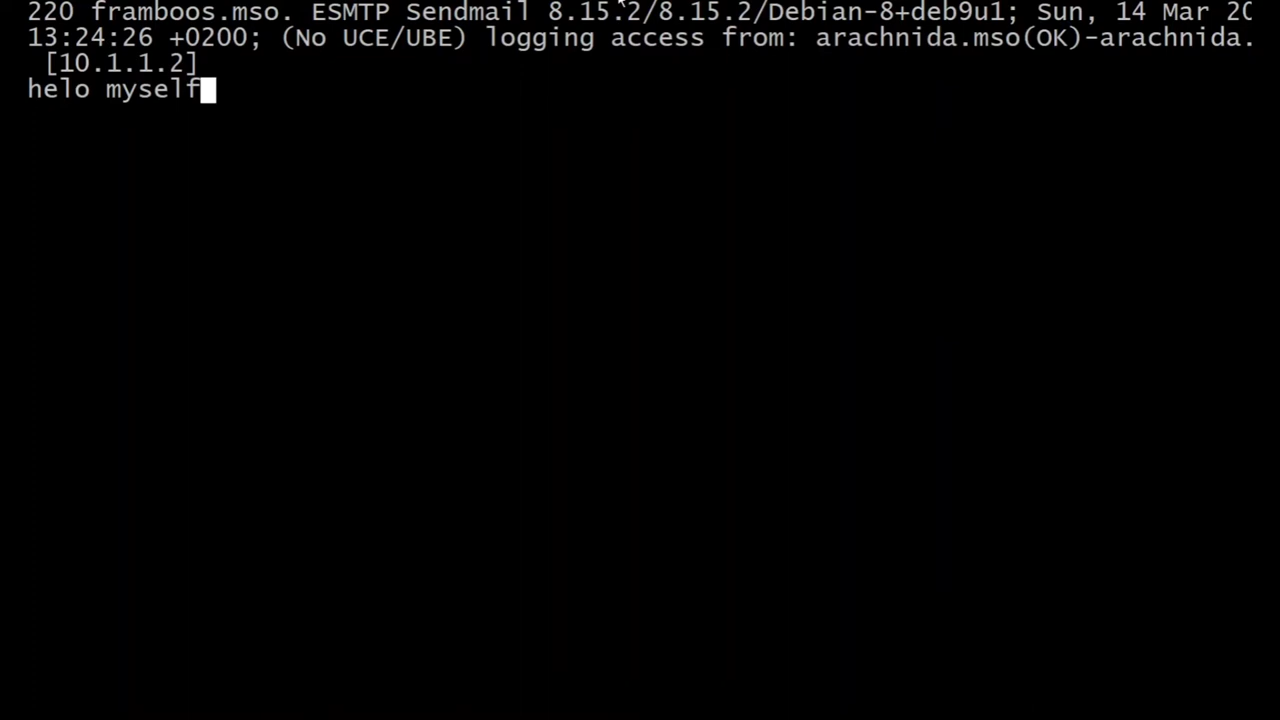 220 framboos.mso. ESMTP Sendmail 8.15.2/8.15.2/Debian-8+deb9u1; Sun, 14 Mar 20
13:24:26 +0200; (No UCE/UBE) logging access from: arachnida.mso(OK)-arachnida.
[10.1.1.2]
helo myself